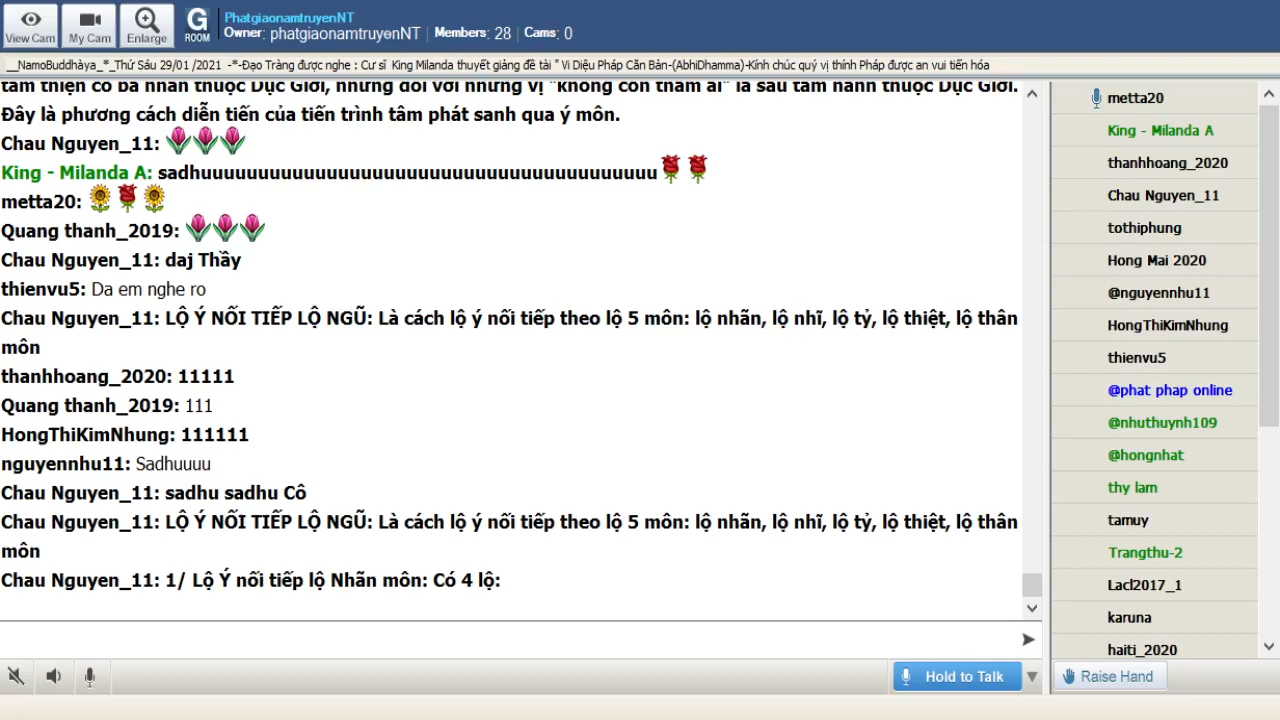 View Cam
My Cam
Enlarge
G
ROOM
PhatgiaonamtruyenNT
Owner: phatgiaonamtruyenNT | Members: 28 | Cams: 0
__NamoBuddhàya_*_Thứ Sáu 29/01 /2021 -*-Đạo Tràng được nghe : Cư sĩ King Milanda thuyết giảng đề tài " Vi Diệu Pháp Căn Bản-(AbhiDhamma)-Kính chúc quý vị thính Pháp được an vui tiến hóa
tâm thiện có ba nhân thuộc Dục Giới, nhưng đối với những vị "không còn tham ái" là sau tâm hành thuộc Dục Giới.
Đây là phương cách diễn tiến của tiến trình tâm phát sanh qua ý môn.
Chau Nguyen_11:
King - Milanda A: sadhuuuuuuuuuuuuuuuuuuuuuuuuuuuuuuuuuuuuuuuu
metta20:
Quang thanh_2019:
Chau Nguyen_11: daj Thầy
thienvu5: Da em nghe ro
Chau Nguyen_11: LỘ Ý NỐI TIẾP LỘ NGŨ: Là cách lộ ý nối tiếp theo lộ 5 môn: lộ nhãn, lộ nhĩ, lộ tỷ, lộ thiệt, lộ thân
môn
thanhhoang_2020: 11111
Quang thanh_2019: 111
HongThiKimNhung: 111111
nguyennhu11: Sadhuuuu
Chau Nguyen_11: sadhu sadhu Cô
Chau Nguyen_11: LỘ Ý NỐI TIẾP LỘ NGŨ: Là cách lộ ý nối tiếp theo lộ 5 môn: lộ nhãn, lộ nhĩ, lộ tỷ, lộ thiệt, lộ thân
môn
Chau Nguyen_11: 1/ Lộ Ý nối tiếp lộ Nhãn môn: Có 4 lộ:
metta20
King - Milanda A
thanhhoang_2020
Chau Nguyen_11
tothiphung
Hong Mai 2020
@nguyennhu11
HongThiKimNhung
thienvu5
@phat phap online
@nhuthuynh109
@hongnhat
thy lam
tamuy
Trangthu-2
Lacl2017_1
karuna
haiti_2020
Hold to Talk
Raise Hand